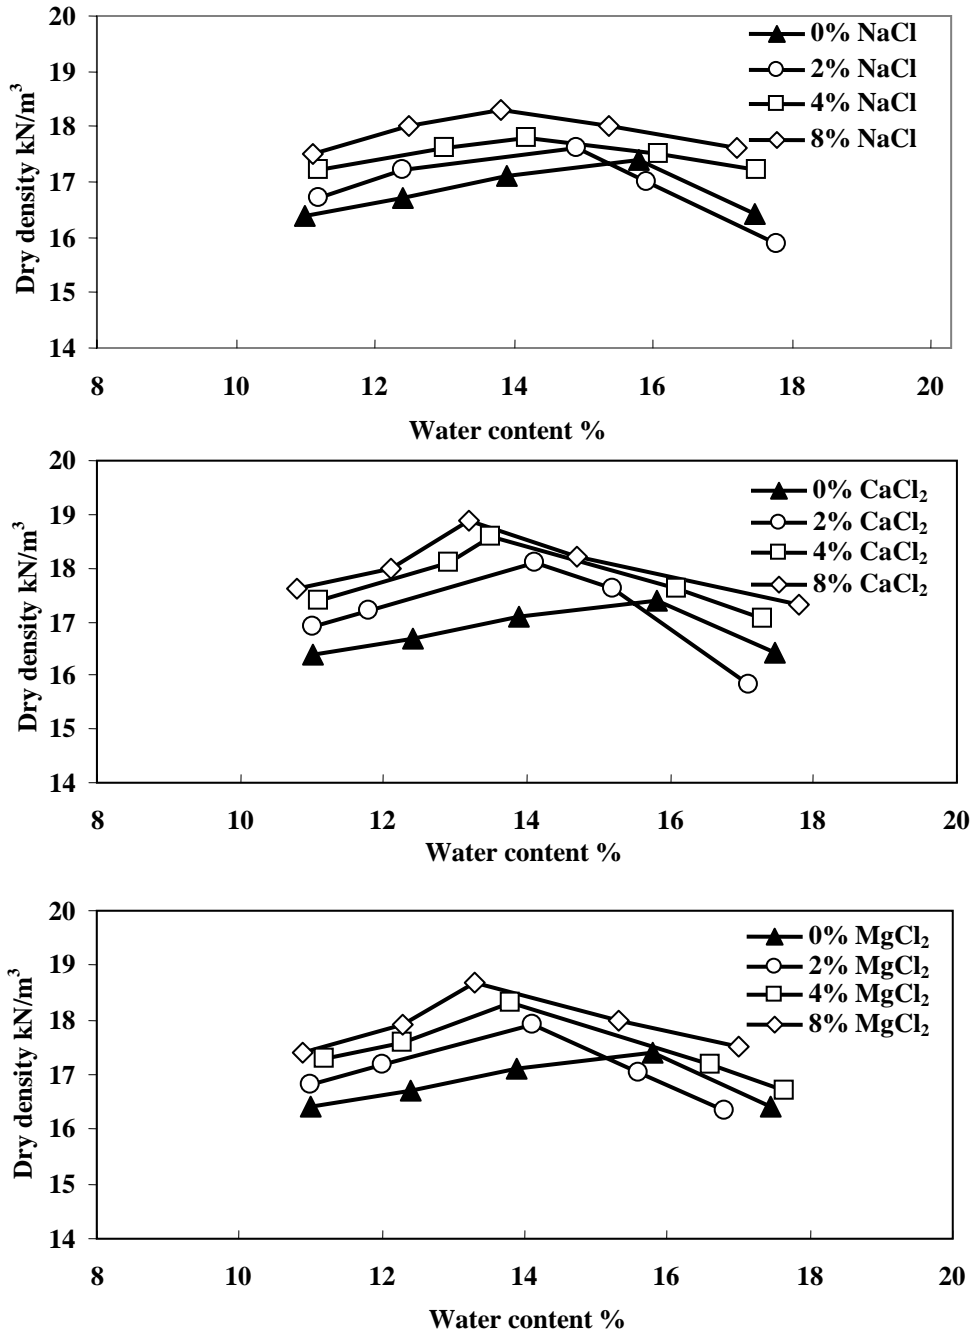 20
19
18
17
16
15
14
Dry density kN/m³
0% NaCl
2% NaCl
4% NaCl
8% NaCl
8 10 12 14 16 18 20
Water content %
20
19
18
17
16
15
14
Dry density kN/m³
0% CaCl₂
2% CaCl₂
4% CaCl₂
8% CaCl₂
8 10 12 14 16 18 20
Water content %
20
19
18
17
16
15
14
Dry density kN/m³
0% MgCl₂
2% MgCl₂
4% MgCl₂
8% MgCl₂
8 10 12 14 16 18 20
Water content %